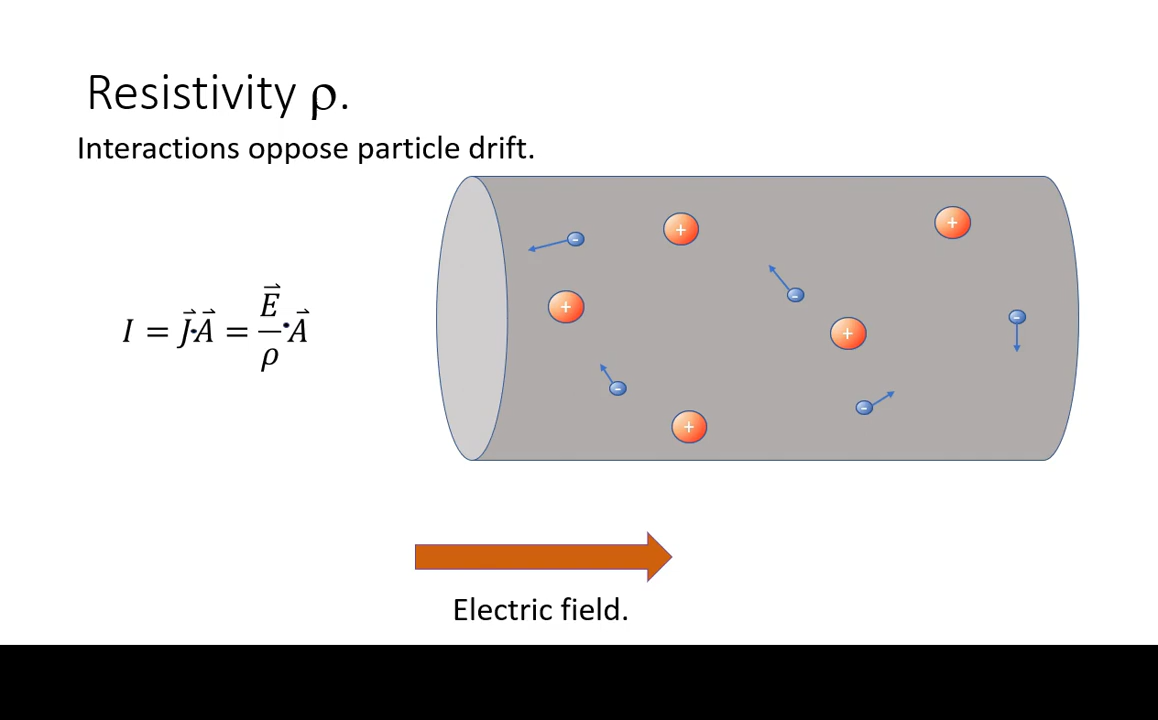 Resistivity ρ.
Interactions oppose particle drift.
I = J⃗·A⃗ = E⃗/ρ·A⃗
- + +
+ - + -
- - +
Electric field.